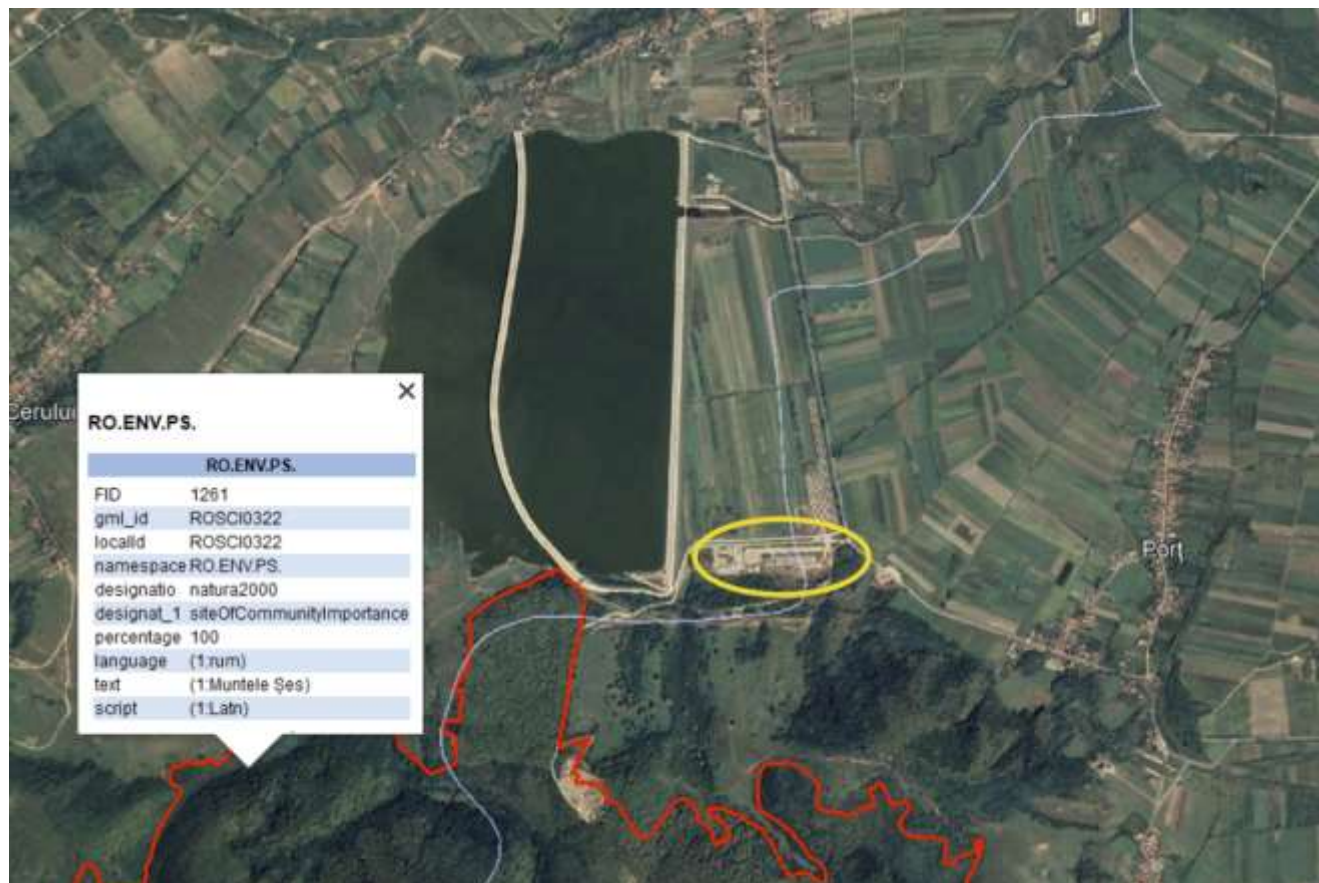 Cerului
RO.ENV.PS.
RO.ENV.PS.
FID 1261
gml_id ROSCI0322
localId ROSCI0322
namespace RO.ENV.PS.
designatio natura2000
designat_1 siteOfCommunityImportance
percentage 100
language (1:rum)
text (1:Muntele Şes)
script (1:Latn)
Porț